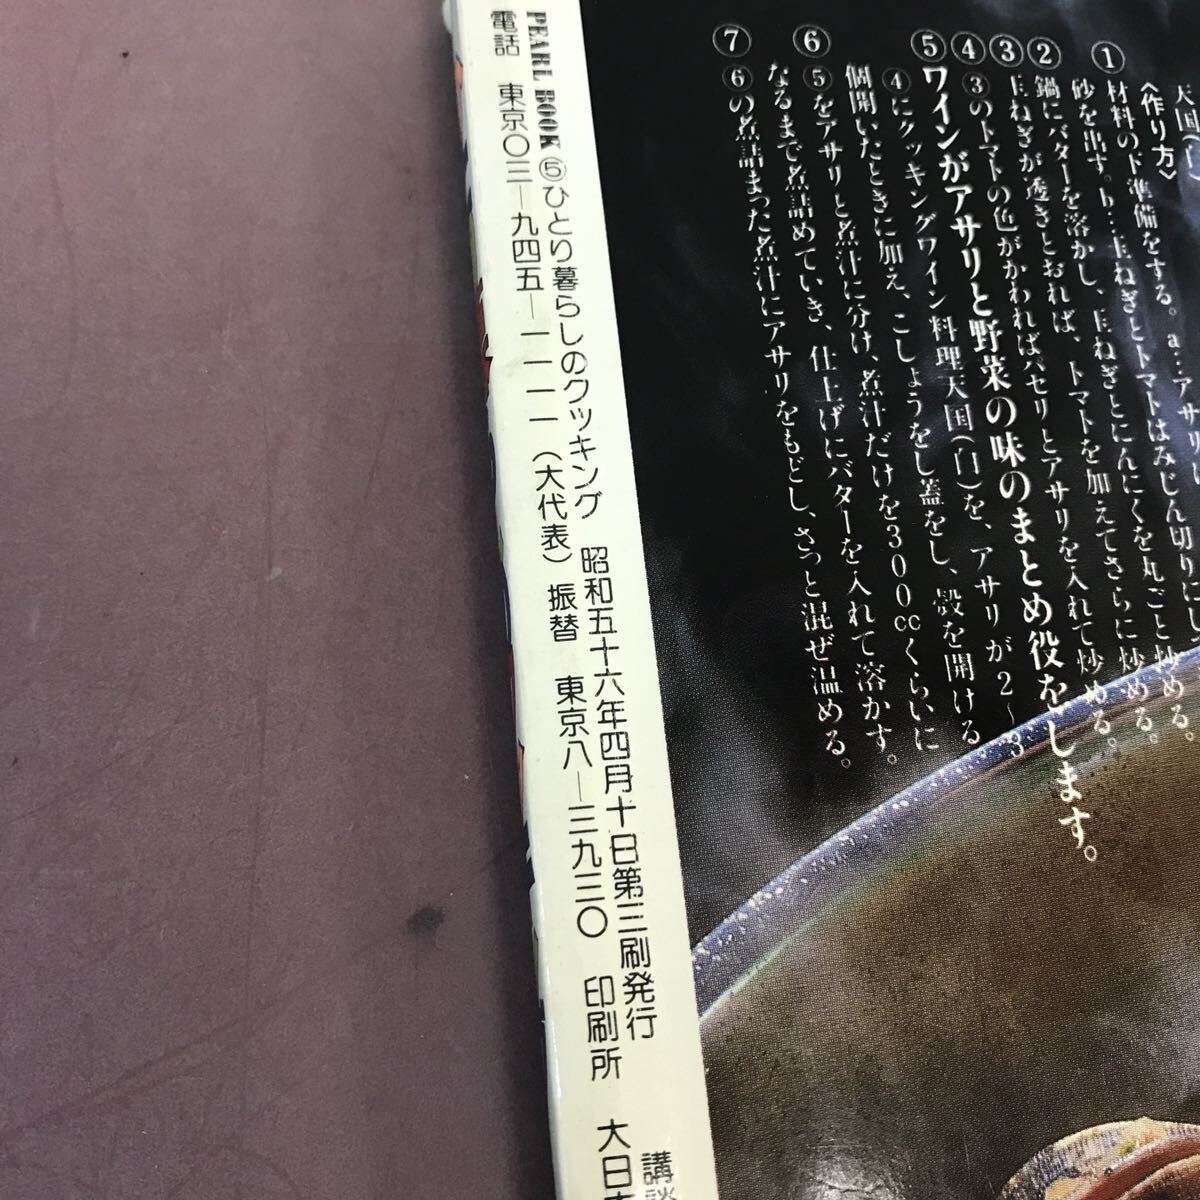 天国(
〈作り方〉
① 材料の下準備をする。a…アサリは
砂を出す。b…玉ねぎとトマトはみじん切りにし
② 鍋にバターを溶かし、玉ねぎとにんにくを丸ごと炒める。
玉ねぎが透きとおれば、トマトを加えてさらに炒める。
③ ③のトマトの色がかわればパセリとアサリを入れて炒める。
④ ワインがアサリと野菜の味のまとめ役をします。
⑤ ④にクッキングワイン料理天国(白)を、アサリが2〜3
個開いたときに加え、こしょうをし蓋をし、殻を開ける。
⑥ ⑤をアサリと煮汁に分け、煮汁だけを300ccくらいに
なるまで煮詰めていき、仕上げにバターを入れて溶かす。
⑦ ⑥の煮詰まった煮汁にアサリをもどし、さっと混ぜ温める。
PEARL BOOK ⑤ ひとり暮らしのクッキング 昭和五十六年四月十日第三刷発行 講談
電話 東京〇三—九四五—一一一一(大代表) 振替 東京八—三九三〇 印刷所 大日本